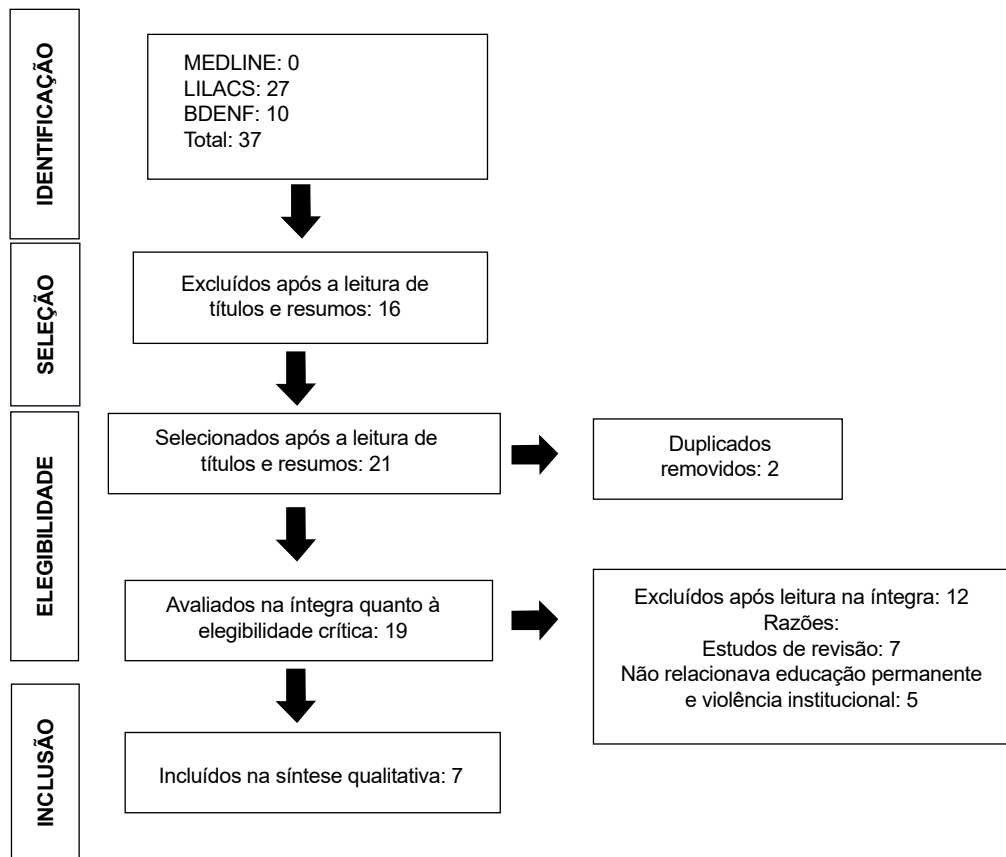 IDENTIFICAÇÃO
MEDLINE: 0
LILACS: 27
BDENF: 10
Total: 37
SELEÇÃO
Excluídos após a leitura de
títulos e resumos: 16
ELEGIBILIDADE
Selecionados após a leitura de
títulos e resumos: 21
Duplicados
removidos: 2
Avaliados na íntegra quanto à
elegibilidade crítica: 19
Excluídos após leitura na íntegra: 12
Razões:
Estudos de revisão: 7
Não relacionava educação permanente
e violência institucional: 5
INCLUSÃO
Incluídos na síntese qualitativa: 7